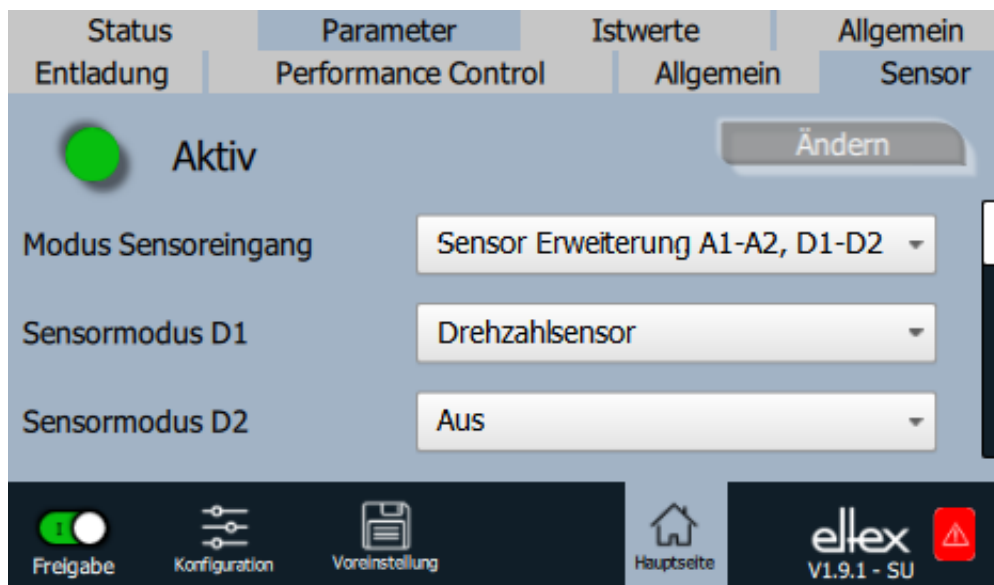 Status Parameter Istwerte Allgemein
Entladung Performance Control Allgemein Sensor
Aktiv Ändern
Modus Sensoreingang Sensor Erweiterung A1-A2, D1-D2
Sensormodus D1 Drehzahlsensor
Sensormodus D2 Aus
I
Freigabe Konfiguration Voreinstellung Hauptseite eltex
V1.9.1 - SU